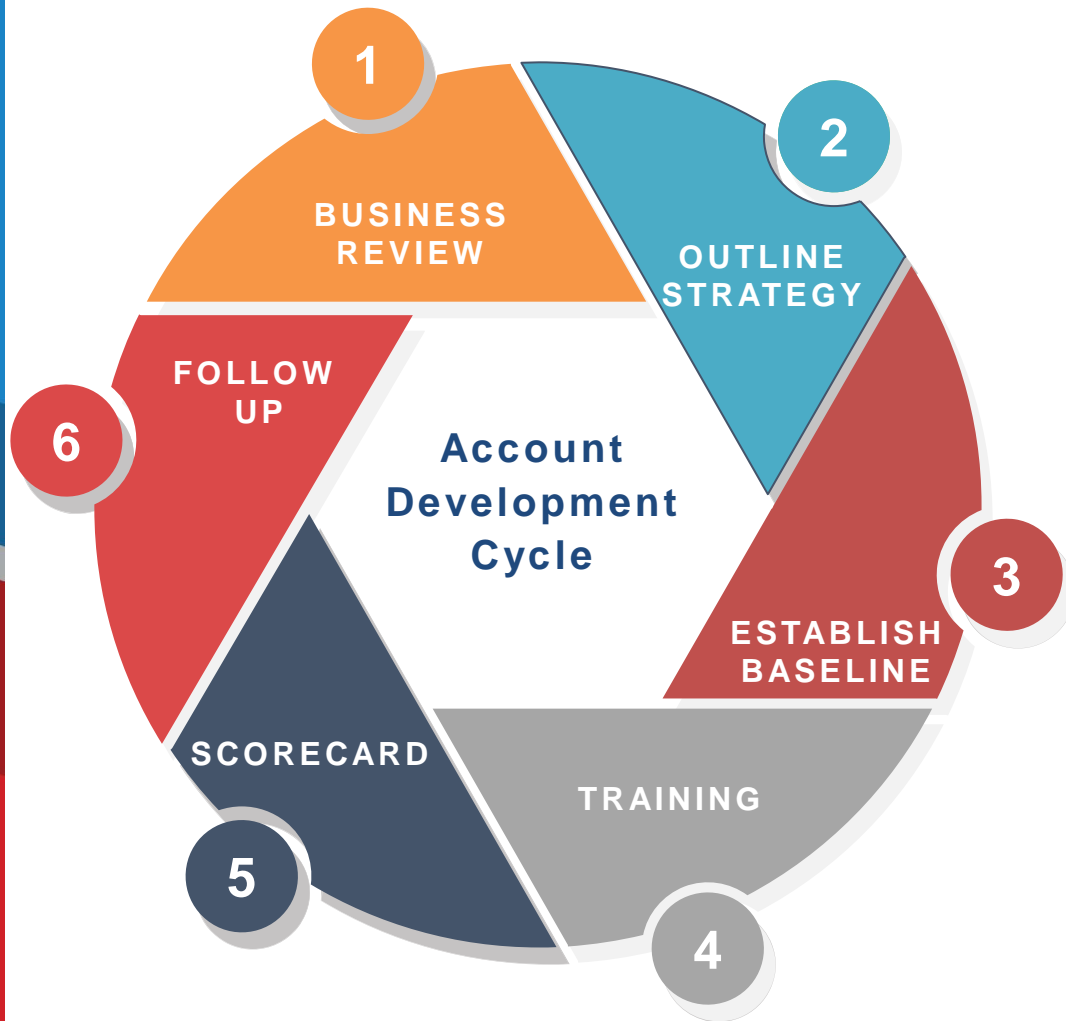 Account
Development
Cycle
1
BUSINESS
REVIEW
2
OUTLINE
STRATEGY
3
ESTABLISH
BASELINE
4
TRAINING
5
SCORECARD
6
FOLLOW
UP